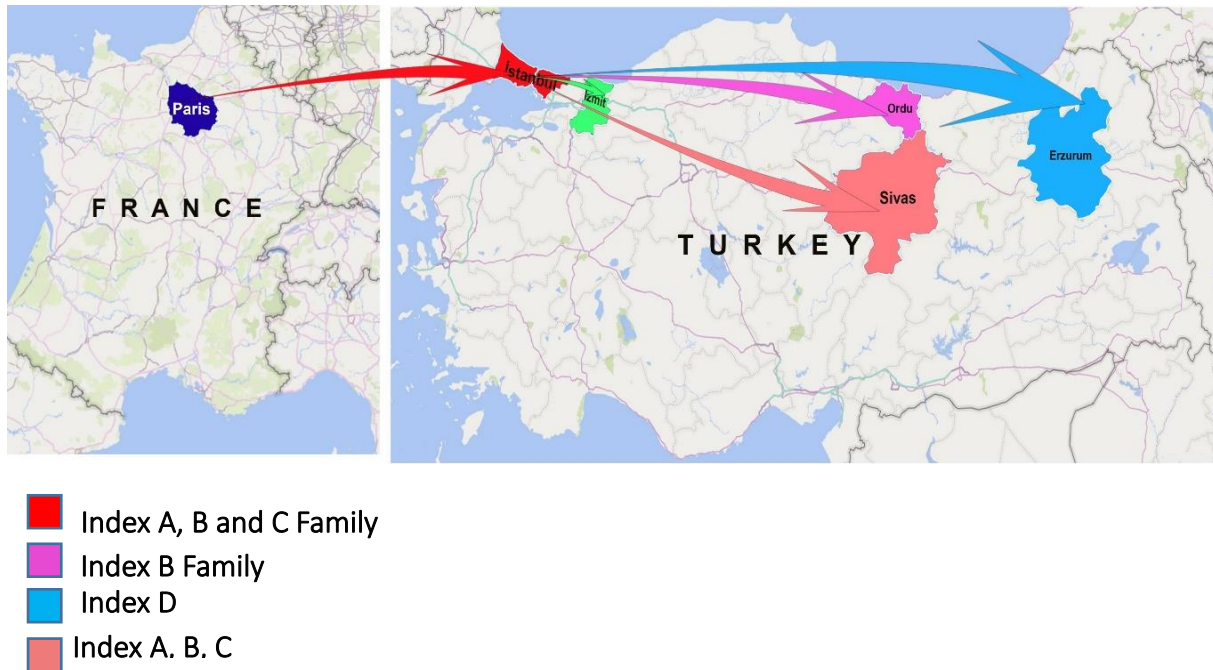 Paris
FRANCE
İstanbul
İzmit
Ordu
Erzurum
Sivas
TURKEY
Index A, B and C Family
Index B Family
Index D
Index A, B, C